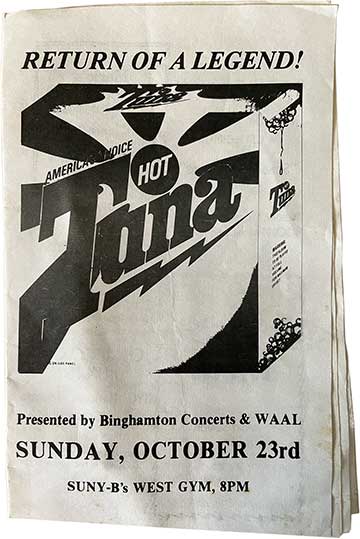 RETURN OF A LEGEND!
AMERICA'S CHOICE
HOT
Tuna
Presented by Binghamton Concerts & WAAL
SUNDAY, OCTOBER 23rd
SUNY-B's WEST GYM, 8PM